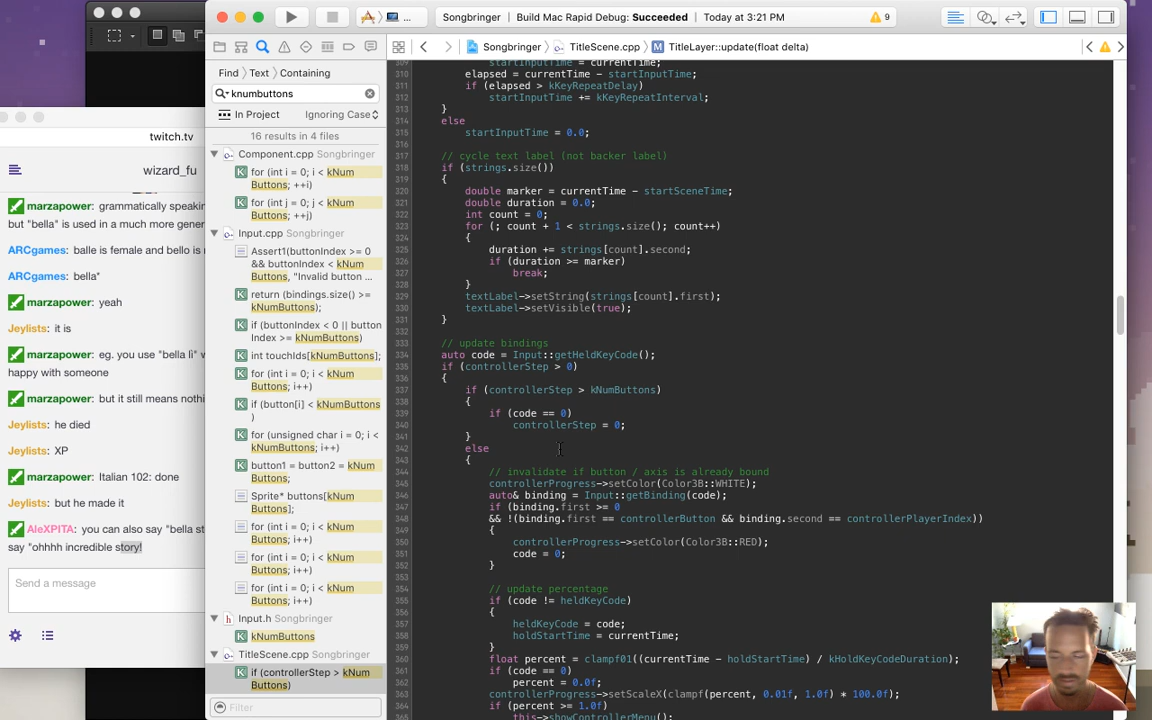 Songbringer | Build Mac Rapid Debug: Succeeded | Today at 3:21 PM
9
Songbringer
TitleScene.cpp
M TitleLayer::update(float delta)
twitch.tv
wizard_fu
marzapower: grammatically speakin
but "bella" is used in a much more gener
ARCgames: balle is female and bello is
ARCgames: bella*
marzapower: yeah
Jeylists: it is
marzapower: eg. you use "bella lì" w
happy with someone
marzapower: but it still means nothi
Jeylists: he died
Jeylists: XP
marzapower: Italian 102: done
Jeylists: but he made it
AleXPITA: you can also say "bella st
say "ohhhh incredible story!
Send a message
Find > Text > Containing
knumbuttons
In Project
Ignoring Case
16 results in 4 files
Component.cpp Songbringer
for (int i = 0; i < kNum
Buttons; ++i)
for (int j = 0; j < kNum
Buttons; ++j)
Input.cpp Songbringer
Assert1(buttonIndex >= 0
&& buttonIndex < kNum
Buttons, "Invalid button ...
return (bindings.size() >=
kNumButtons);
if (buttonIndex < 0 || button
Index >= kNumButtons)
int touchIds[kNumButtons];
for (int i = 0; i < kNum
Buttons; i++)
if (button[i] < kNumButtons
)
for (int i = 0; i < kNum
Buttons; i++)
for (unsigned char i = 0; i <
kNumButtons; i++)
button1 = button2 = kNum
Buttons;
Sprite* buttons[kNum
Buttons];
for (int i = 0; i < kNum
Buttons; i++)
for (int i = 0; i < kNum
Buttons; i++)
for (int i = 0; i < kNum
Buttons; i++)
Input.h Songbringer
kNumButtons
TitleScene.cpp Songbringer
if (controllerStep > kNum
Buttons)
Filter
309 startInputTime = currentTime;
310 elapsed = currentTime - startInputTime;
311 if (elapsed > kKeyRepeatDelay)
312 startInputTime += kKeyRepeatInterval;
313 }
314 else
315 startInputTime = 0.0;
316
317 // cycle text label (not backer label)
318 if (strings.size())
319 {
320 double marker = currentTime - startSceneTime;
321 double duration = 0.0;
322 int count = 0;
323 for (; count + 1 < strings.size(); count++)
324 {
325 duration += strings[count].second;
326 if (duration >= marker)
327 break;
328 }
329 textLabel->setString(strings[count].first);
330 textLabel->setVisible(true);
331 }
332
333 // update bindings
334 auto code = Input::getHeldKeyCode();
335 if (controllerStep > 0)
336 {
337 if (controllerStep > kNumButtons)
338 {
339 if (code == 0)
340 controllerStep = 0;
341 }
342 else
343 {
344 // invalidate if button / axis is already bound
345 controllerProgress->setColor(Color3B::WHITE);
346 auto& binding = Input::getBinding(code);
347 if (binding.first >= 0
348 && !(binding.first == controllerButton && binding.second == controllerPlayerIndex))
349 {
350 controllerProgress->setColor(Color3B::RED);
351 code = 0;
352 }
353
354 // update percentage
355 if (code != heldKeyCode)
356 {
357 heldKeyCode = code;
358 holdStartTime = currentTime;
359 }
360 float percent = clampf01((currentTime - holdStartTime) / kHoldKeyCodeDuration);
361 if (code == 0)
362 percent = 0.0f;
363 controllerProgress->setScaleX(clampf(percent, 0.01f, 1.0f) * 100.0f);
364 if (percent >= 1.0f)
365 this->showControllerMenu();